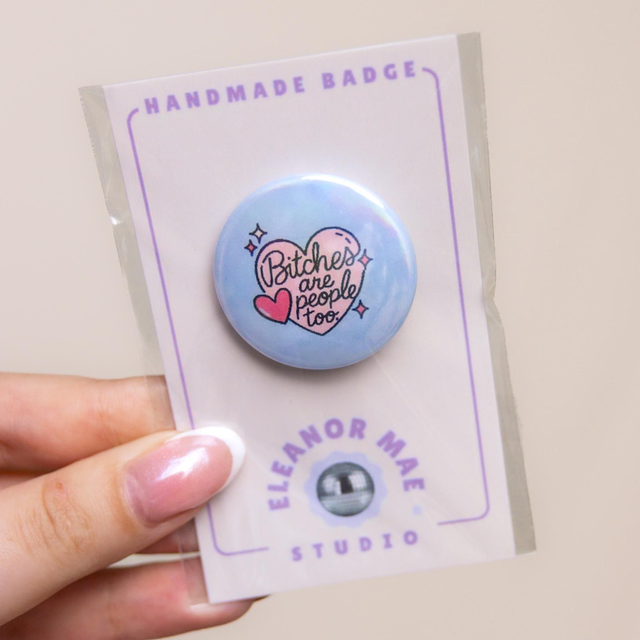 HANDMADE BADGE
Bitches
are
people
too.
ELEANOR MAE
STUDIO